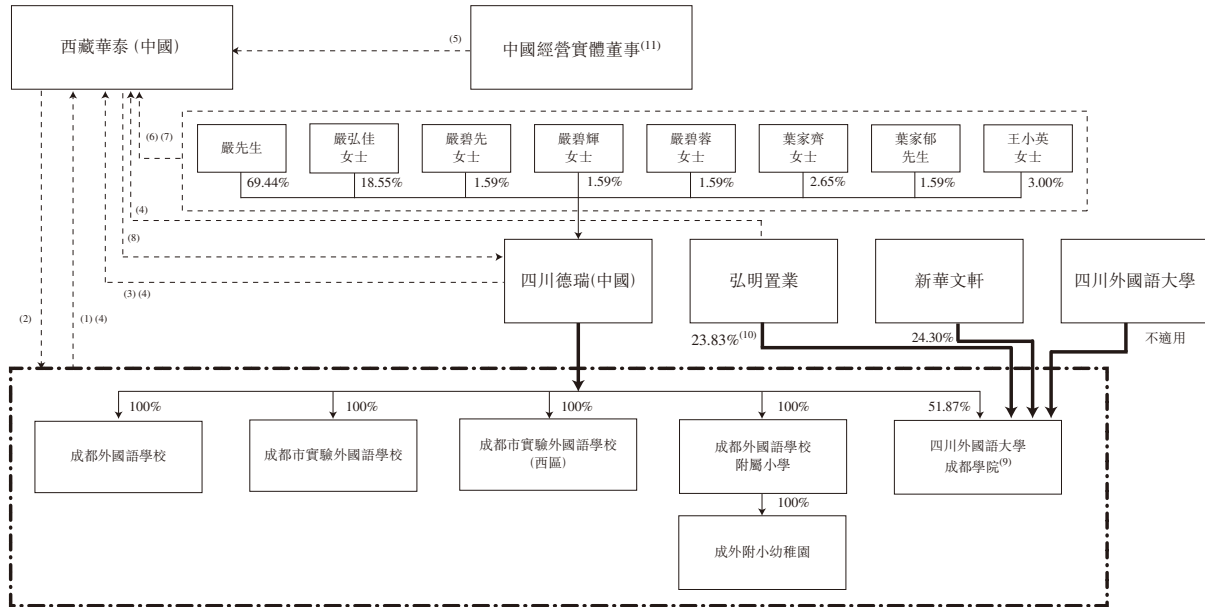 西藏華泰 (中國)
(5)
中國經營實體董事(11)
(6) (7)
嚴先生
嚴弘佳
女士
嚴碧先
女士
嚴碧輝
女士
嚴碧蓉
女士
葉家齊
女士
葉家郁
先生
王小英
女士
69.44%
18.55%
1.59%
1.59%
1.59%
2.65%
1.59%
3.00%
(4)
(8)
四川德瑞(中國)
弘明置業
新華文軒
四川外國語大學
(3) (4)
(2)
(1) (4)
23.83%(10)
24.30%
不適用
100%
100%
100%
100%
51.87%
成都外國語學校
成都市實驗外國語學校
成都市實驗外國語學校
(西區)
成都外國語學校
附屬小學
四川外國語大學
成都學院(9)
100%
成外附小幼稚園